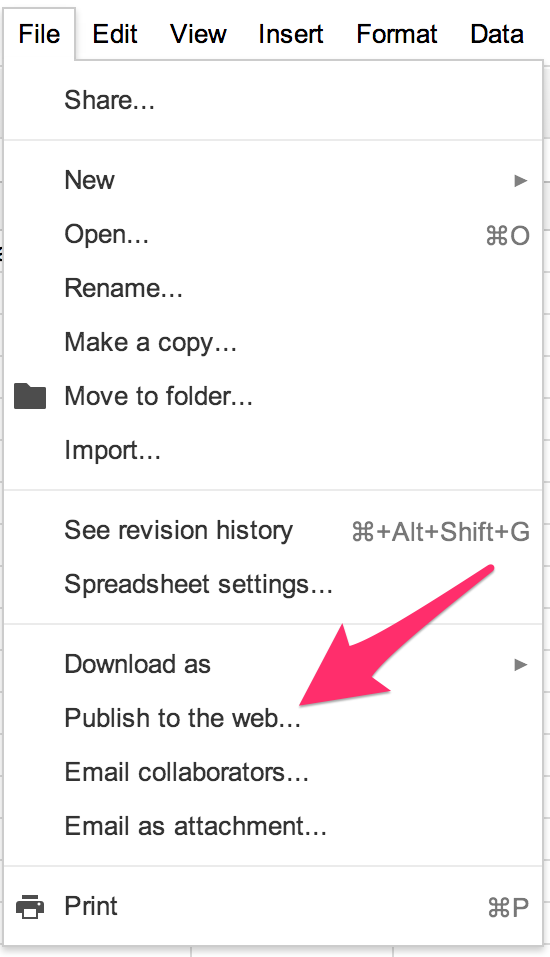 File Edit View Insert Format Data
Share...
New
Open... ⌘O
Rename...
Make a copy...
Move to folder...
Import...
See revision history ⌘+Alt+Shift+G
Spreadsheet settings...
Download as
Publish to the web...
Email collaborators...
Email as attachment...
Print ⌘P